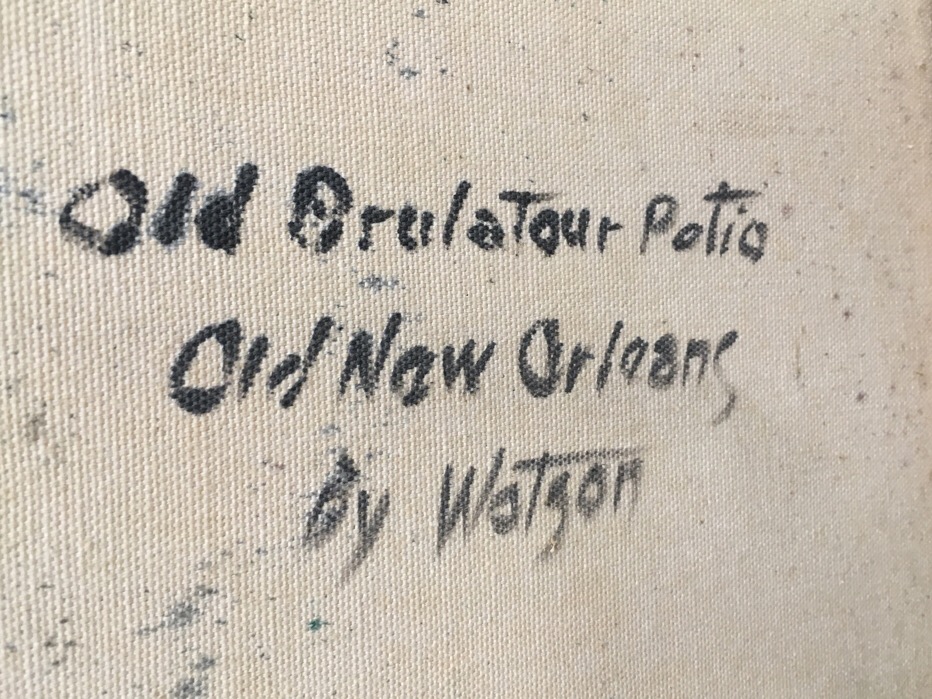 Old BrulaTour Patio
Old New Orleans
By Watson